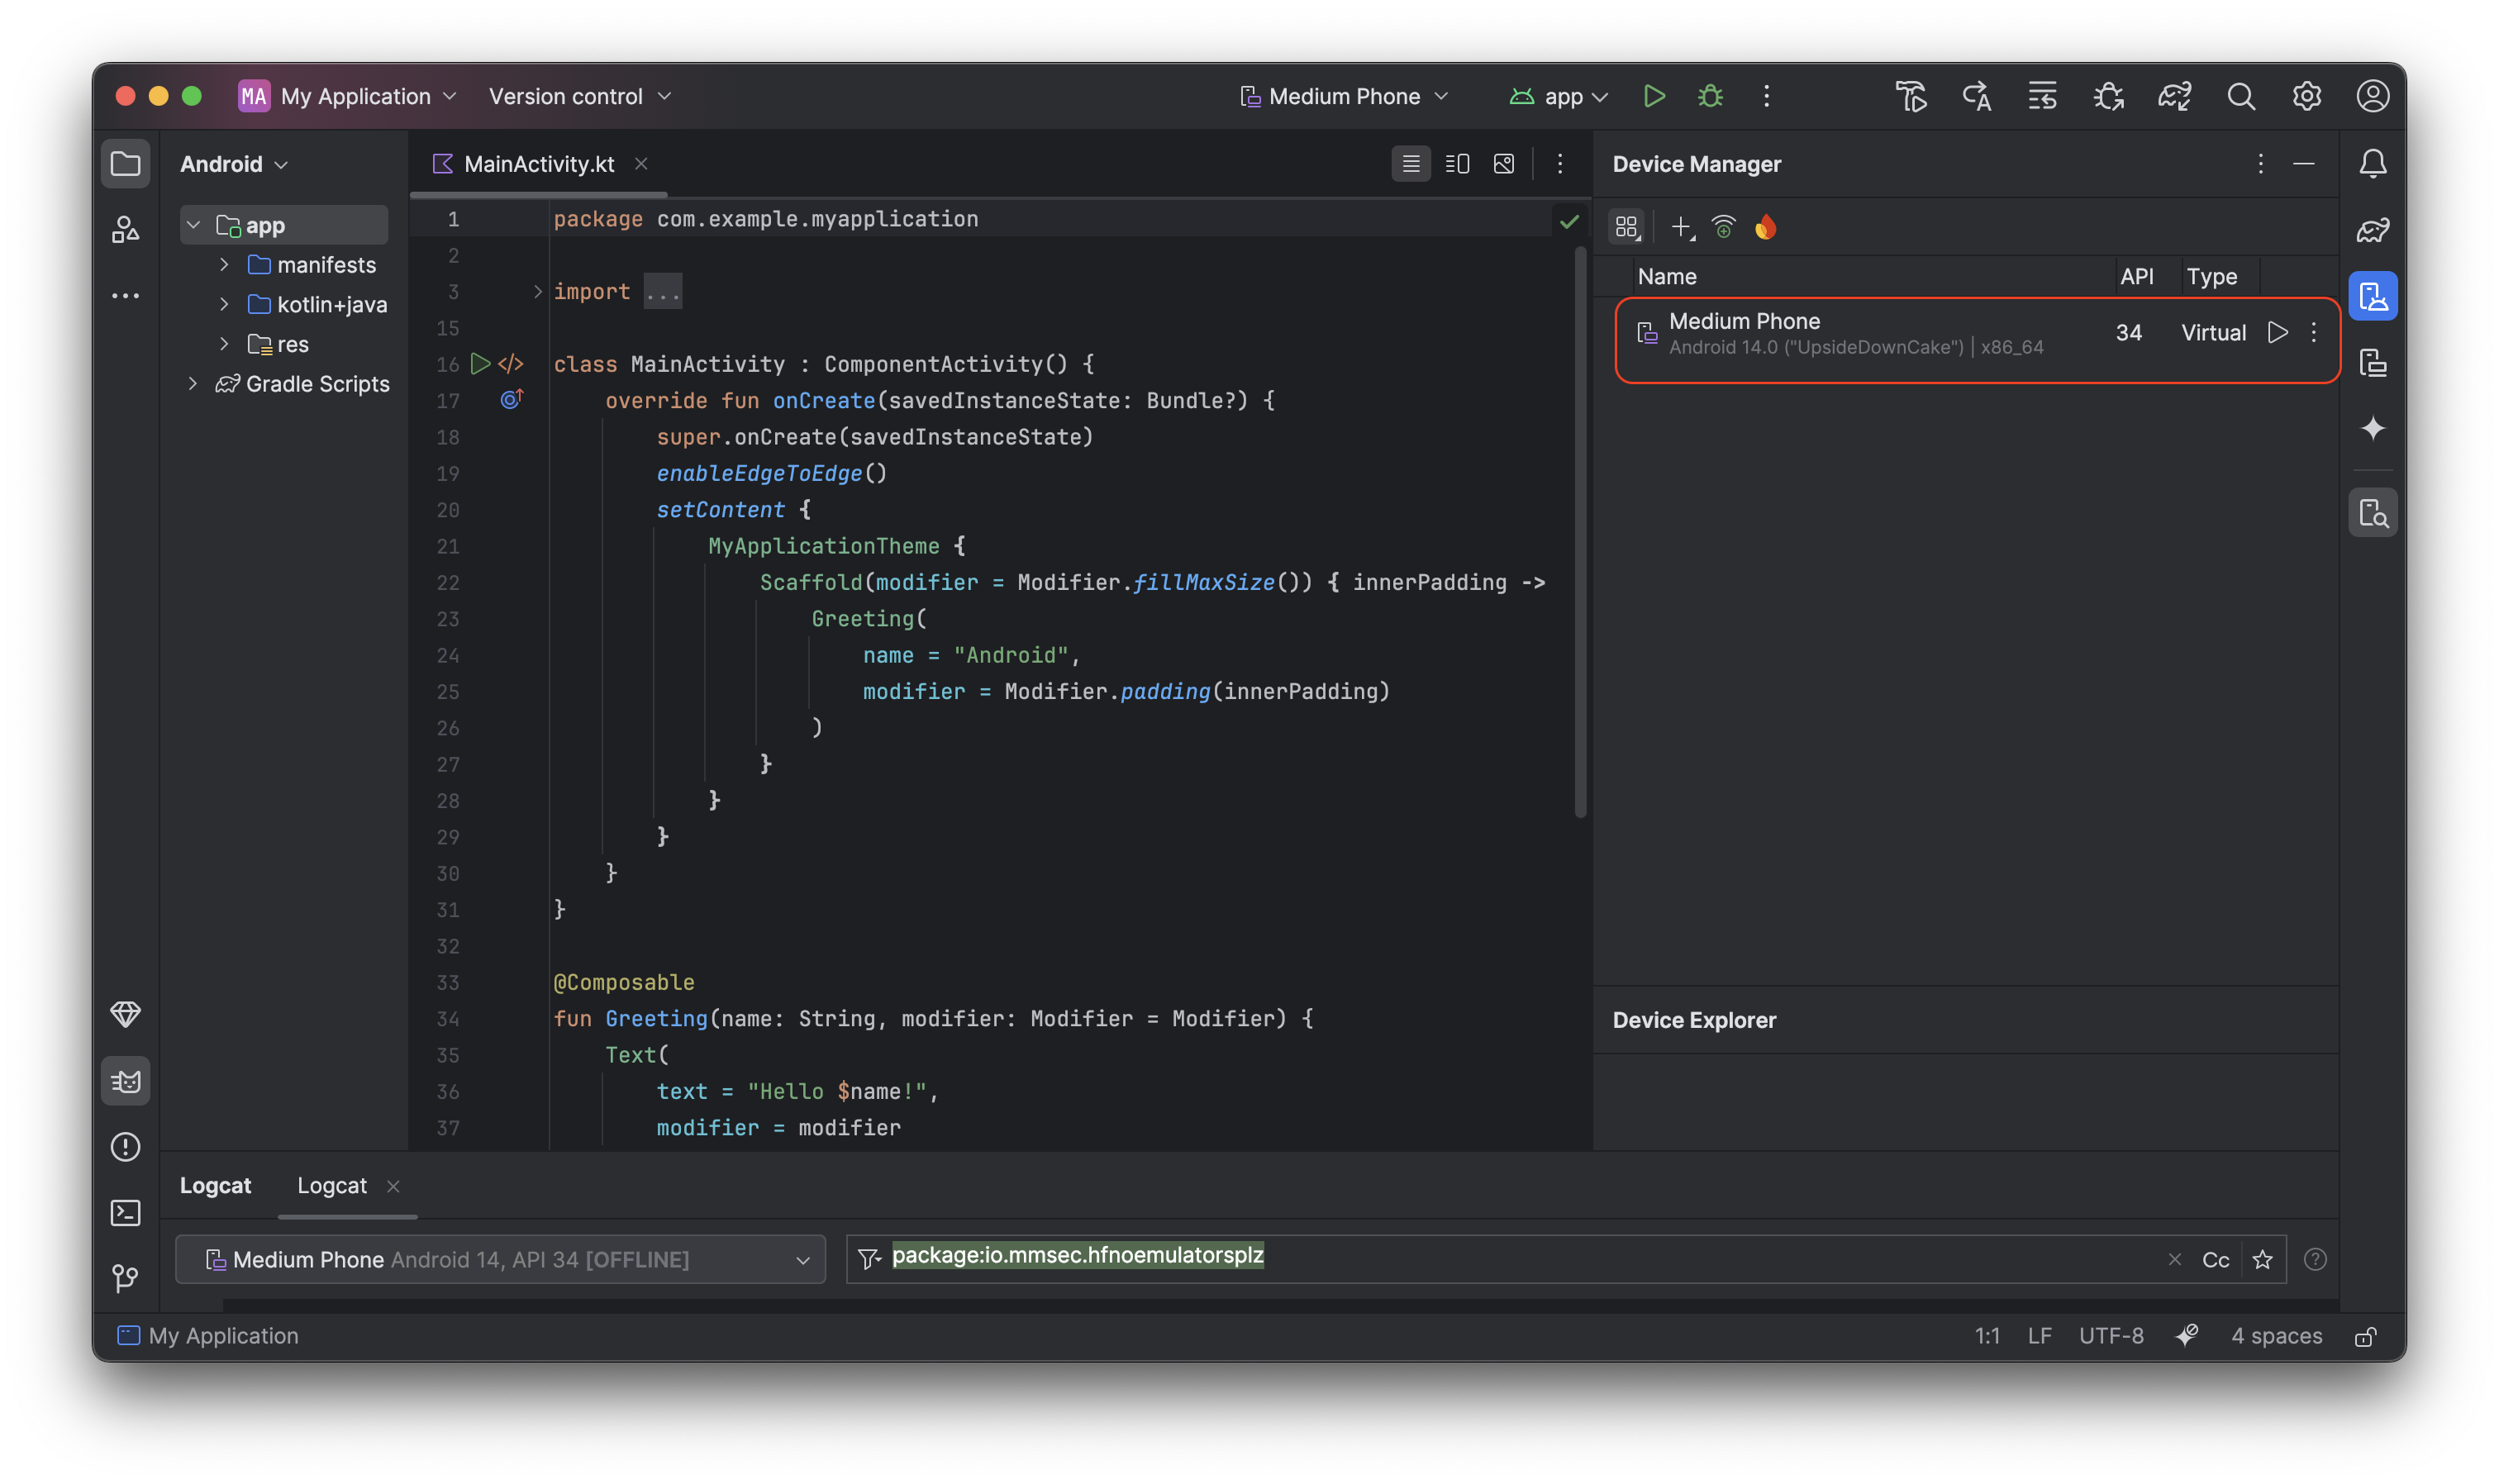 MA My Application Version control Medium Phone app
Android
app
manifests
kotlin+java
res
Gradle Scripts
MainActivity.kt
1 package com.example.myapplication
2
3 import ...
15
16 class MainActivity : ComponentActivity() {
17 override fun onCreate(savedInstanceState: Bundle?) {
18 super.onCreate(savedInstanceState)
19 enableEdgeToEdge()
20 setContent {
21 MyApplicationTheme {
22 Scaffold(modifier = Modifier.fillMaxSize()) { innerPadding ->
23 Greeting(
24 name = "Android",
25 modifier = Modifier.padding(innerPadding)
26 )
27 }
28 }
29 }
30 }
31 }
32
33 @Composable
34 fun Greeting(name: String, modifier: Modifier = Modifier) {
35 Text(
36 text = "Hello $name!",
37 modifier = modifier
Device Manager
Name API Type
Medium Phone 34 Virtual
Android 14.0 ("UpsideDownCake") | x86_64
Device Explorer
Logcat Logcat
Medium Phone Android 14, API 34 [OFFLINE] package:io.mmsec.hfnoemulatorsplz Cc
My Application 1:1 LF UTF-8 4 spaces